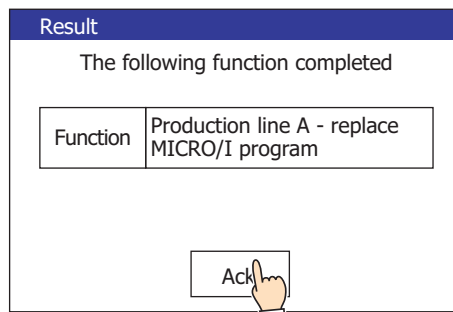 Result
The following function completed
Function
Production line A - replace
MICRO/I program
Ack